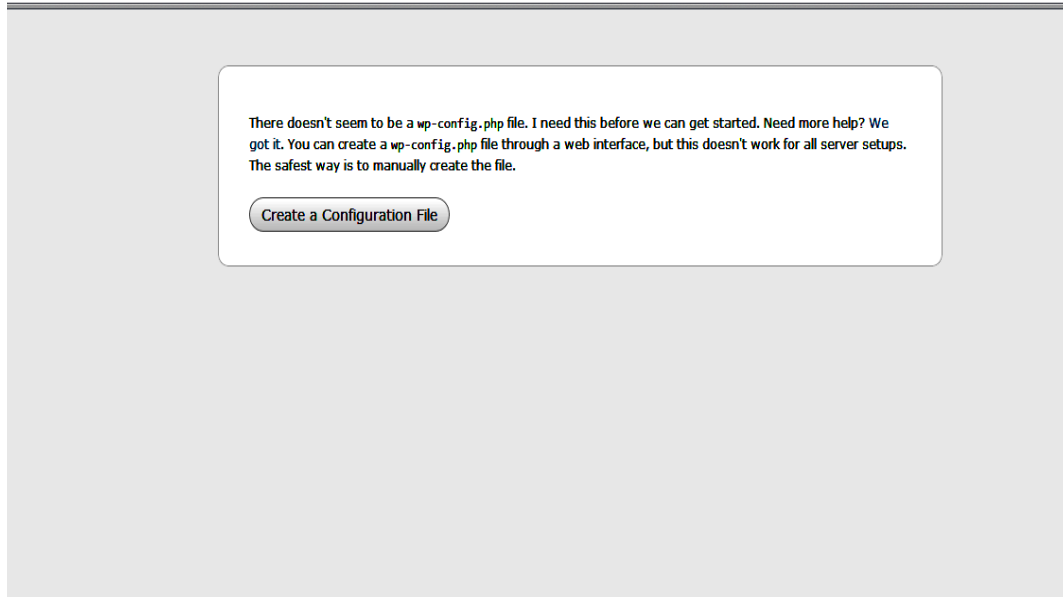 There doesn't seem to be a wp-config.php file. I need this before we can get started. Need more help? We
got it. You can create a wp-config.php file through a web interface, but this doesn't work for all server setups.
The safest way is to manually create the file.
Create a Configuration File